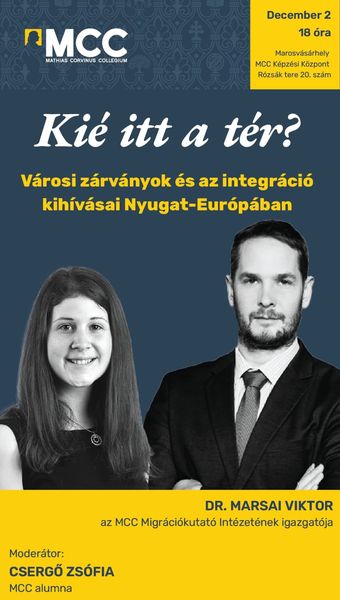 MCC
MATHIAS CORVINUS COLLEGIUM
December 2
18 óra
Marosvásárhely
MCC Képzési Központ
Rózsák tere 20. szám
Kié itt a tér?
Városi zárványok és az integráció
kihívásai Nyugat-Európában
DR. MARSAI VIKTOR
az MCC Migrációkutató Intézetének igazgatója
Moderátor:
CSERGŐ ZSÓFIA
MCC alumna